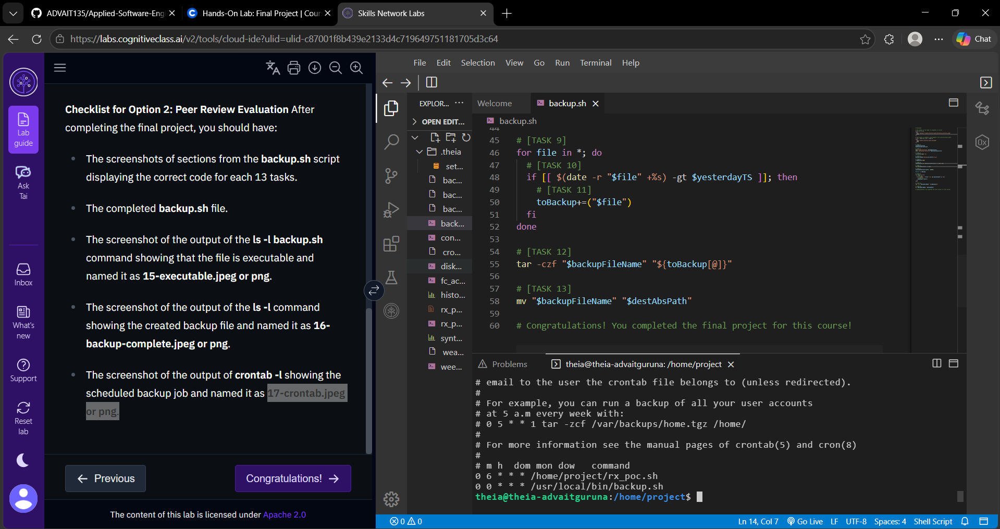 ADVAIT135/Applied-Software-Eng
Hands-On Lab: Final Project | Cour
Skills Network Labs
https://labs.cognitiveclass.ai/v2/tools/cloud-ide?ulid=ulid-c87001f8b439e2133d4c719649751181705d3c64
Chat
Lab guide
Ask Tai
Inbox
What's new
Support
Reset lab
Checklist for Option 2: Peer Review Evaluation After
completing the final project, you should have:
The screenshots of sections from the backup.sh script
displaying the correct code for each 13 tasks.
The completed backup.sh file.
The screenshot of the output of the ls -l backup.sh
command showing that the file is executable and
named it as 15-executable.jpeg or png.
The screenshot of the output of the ls -l command
showing the created backup file and named it as 16-
backup-complete.jpeg or png.
The screenshot of the output of crontab -l showing the
scheduled backup job and named it as 17-crontab.jpeg
or png.
Previous
Congratulations!
The content of this lab is licensed under Apache 2.0
File Edit Selection View Go Run Terminal Help
EXPLOR...
OPEN EDIT...
.theia
set...
bac...
bac...
bac...
back...
con...
cro...
disk...
fc_ac...
histo...
rx_p...
rx_p...
synt...
wea...
wee...
Welcome
backup.sh
backup.sh
44
45 # [TASK 9]
46 for file in *; do
47 # [TASK 10]
48 if [[ $(date -r "$file" +%s) -gt $yesterdayTS ]]; then
49 # [TASK 11]
50 toBackup+=("$file")
51 fi
52 done
53
54 # [TASK 12]
55 tar -czf "$backupFileName" "${toBackup[@]}"
56
57 # [TASK 13]
58 mv "$backupFileName" "$destAbsPath"
59
60 # Congratulations! You completed the final project for this course!
Problems
theia@theia-advaitguruna: /home/project
# email to the user the crontab file belongs to (unless redirected).
#
# For example, you can run a backup of all your user accounts
# at 5 a.m every week with:
# 0 5 * * 1 tar -zcf /var/backups/home.tgz /home/
#
# For more information see the manual pages of crontab(5) and cron(8)
#
# m h  dom mon dow   command
0 6 * * * /home/project/rx_poc.sh
0 0 * * * /usr/local/bin/backup.sh
theia@theia-advaitguruna:/home/project$
0 0
Ln 14, Col 7 Go Live LF UTF-8 Spaces: 4 Shell Script